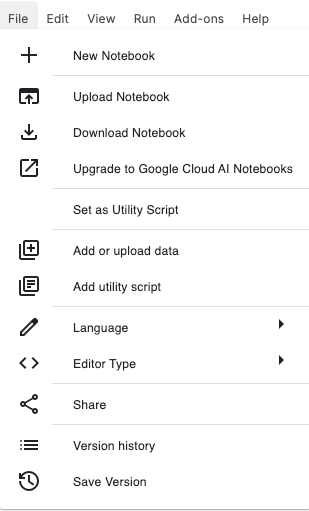 File Edit View Run Add-ons Help
New Notebook
Upload Notebook
Download Notebook
Upgrade to Google Cloud AI Notebooks
Set as Utility Script
Add or upload data
Add utility script
Language
Editor Type
Share
Version history
Save Version